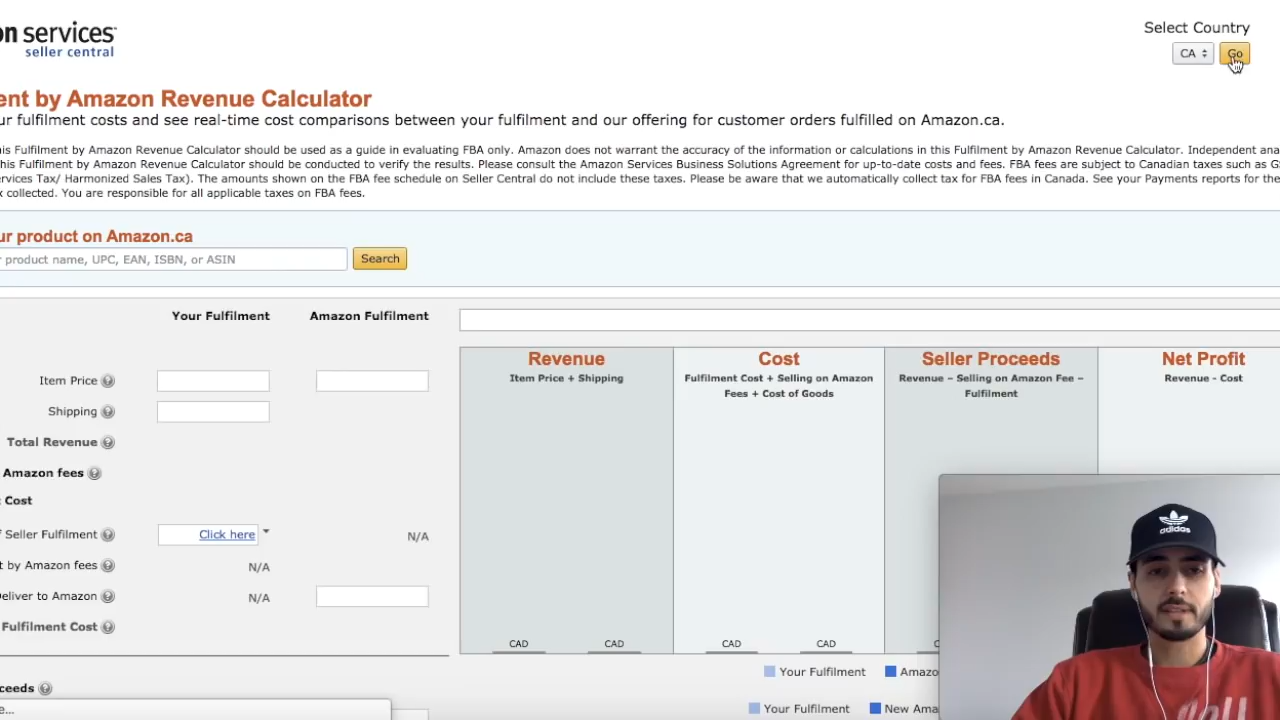 on services
seller central
Select Country
CA
Go
ent by Amazon Revenue Calculator
ur fulfilment costs and see real-time cost comparisons between your fulfilment and our offering for customer orders fulfilled on Amazon.ca.
his Fulfilment by Amazon Revenue Calculator should be used as a guide in evaluating FBA only. Amazon does not warrant the accuracy of the information or calculations in this Fulfilment by Amazon Revenue Calculator. Independent ana
this Fulfilment by Amazon Revenue Calculator should be conducted to verify the results. Please consult the Amazon Services Business Solutions Agreement for up-to-date costs and fees. FBA fees are subject to Canadian taxes such as G
ervices Tax/ Harmonized Sales Tax). The amounts shown on the FBA fee schedule on Seller Central do not include these taxes. Please be aware that we automatically collect tax for FBA fees in Canada. See your Payments reports for the
x collected. You are responsible for all applicable taxes on FBA fees.
ur product on Amazon.ca
r product name, UPC, EAN, ISBN, or ASIN
Search
Your Fulfilment
Amazon Fulfilment
Item Price
Shipping
Total Revenue
Amazon fees
Cost
f Seller Fulfilment
Click here
N/A
t by Amazon fees
N/A
Deliver to Amazon
N/A
Fulfilment Cost
ceeds
e...
Revenue
Item Price + Shipping
Cost
Fulfilment Cost + Selling on Amazon
Fees + Cost of Goods
Seller Proceeds
Revenue – Selling on Amazon Fee –
Fulfilment
Net Profit
Revenue - Cost
CAD
CAD
CAD
CAD
C
Your Fulfilment
Amazo
Your Fulfilment
New Ama
adidas